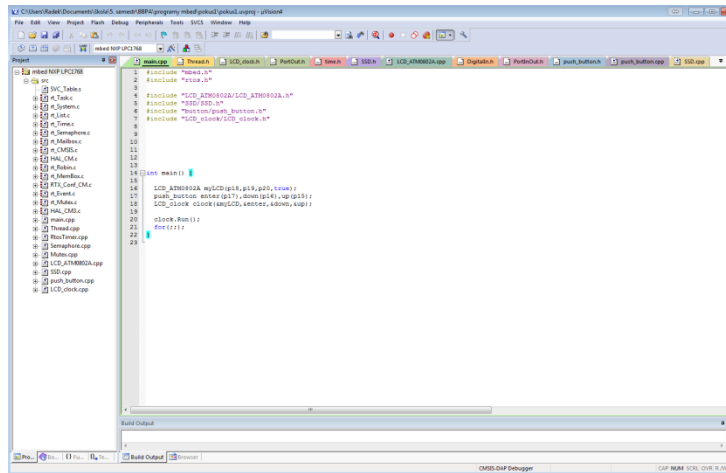 C:\Users\Radek\Documents\škola\5. semestr\BBPA\programy mbed\pokus1\pokus1.uvproj - µVision4
File Edit View Project Flash Debug Peripherals Tools SVCS Window Help
mbed NXP LPC1768
Project
main.cpp Thread.h LCD_clock.h PortOut.h time.h SSD.h LCD_ATM0802A.cpp DigitalIn.h PortInOut.h push_button.h push_button.cpp SSD.cpp
mbed NXP LPC1768
src
SVC_Table.s
rt_Task.c
rt_System.c
rt_List.c
rt_Time.c
rt_Semaphore.c
rt_Mailbox.c
rt_CMSIS.c
HAL_CM.c
rt_Robin.c
rt_MemBox.c
RTX_Conf_CM.c
rt_Event.c
rt_Mutex.c
HAL_CM3.c
main.cpp
Thread.cpp
RtosTimer.cpp
Semaphore.cpp
Mutex.cpp
LCD_ATM0802A.cpp
SSD.cpp
push_button.cpp
LCD_clock.cpp
1 #include "mbed.h"
2 #include "rtos.h"
3
4 #include "LCD_ATM0802A/LCD_ATM0802A.h"
5 #include "SSD/SSD.h"
6 #include "button/push_button.h"
7 #include "LCD_clock/LCD_clock.h"
8
9
10
11
12
13
14 int main() {
15
16 LCD_ATM0802A myLCD(p18,p19,p20,true);
17 push_button enter(p17),down(p16),up(p15);
18 LCD_clock clock(&myLCD,&enter,&down,&up);
19
20 clock.Run();
21 for(;;);
22 }
23
Build Output
Pro... Bo... {} Fu... 0. Te...
Build Output Browser
CMSIS-DAP Debugger
CAP NUM SCRL OVR R/W